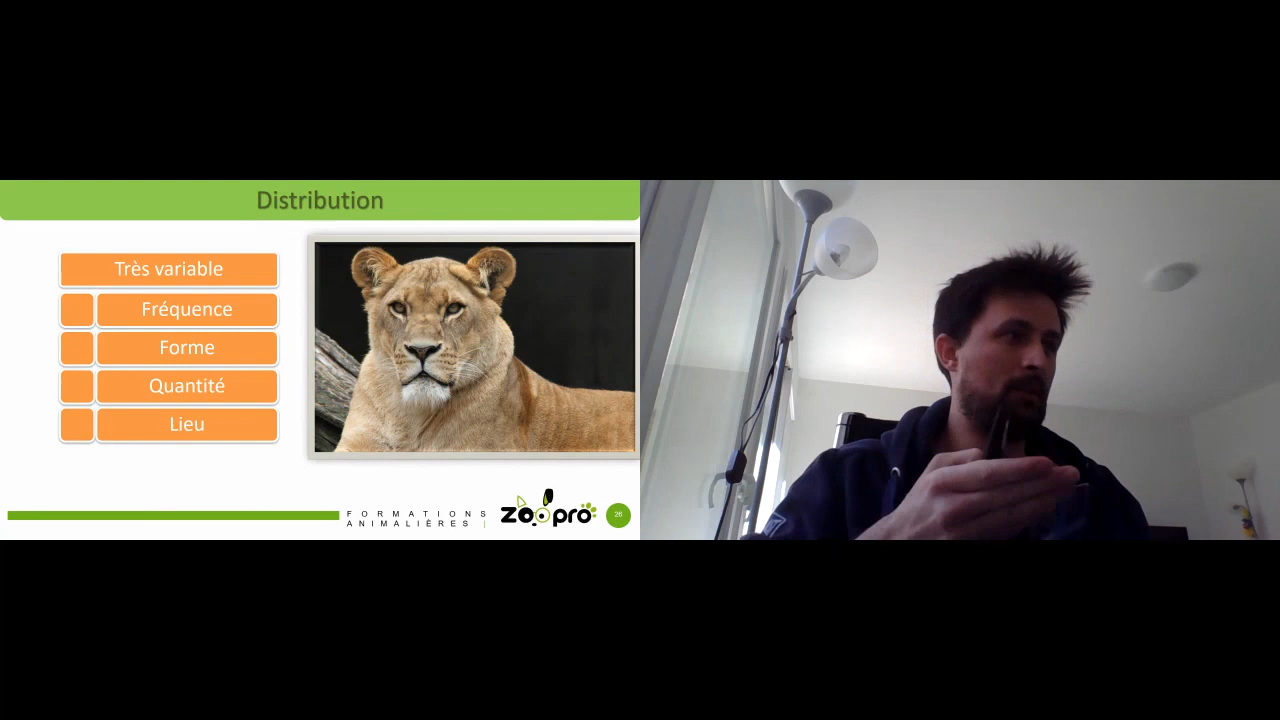 Distribution
Très variable
Fréquence
Forme
Quantité
Lieu
FORMATIONS
ANIMALIÈRES |
zoopro
26